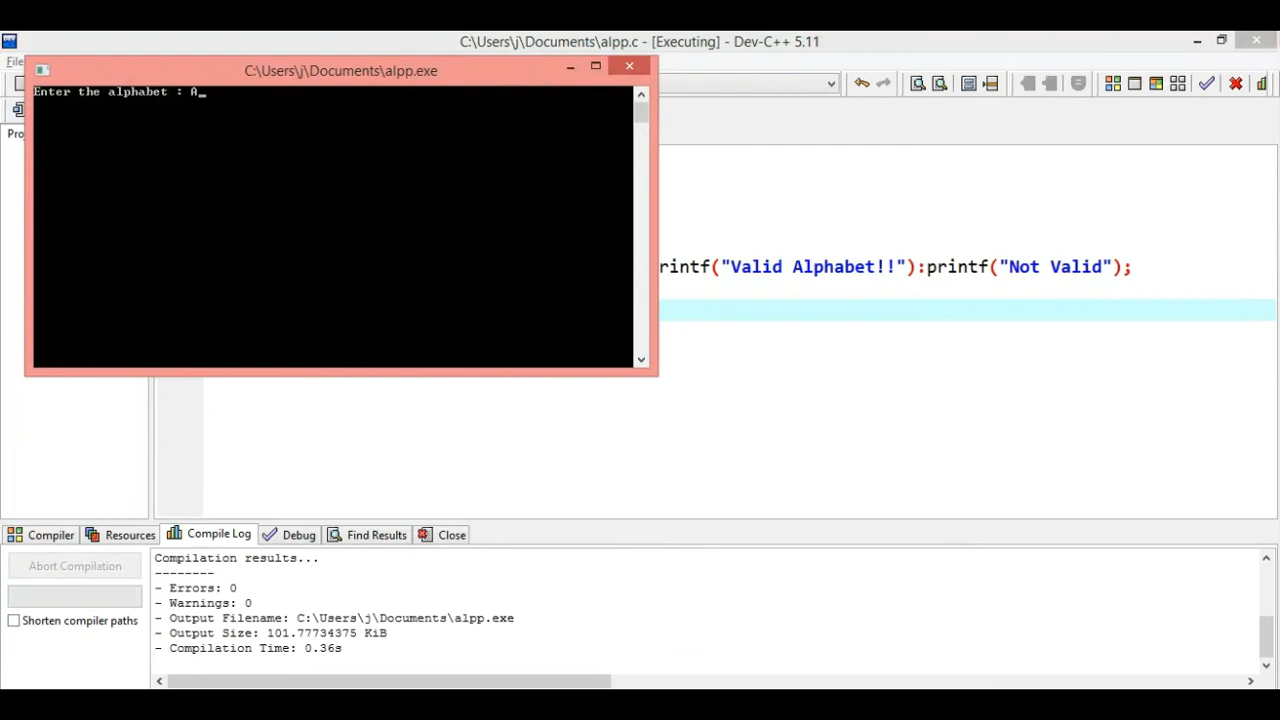 C:\Users\j\Documents\alpp.c - [Executing] - Dev-C++ 5.11
File
C:\Users\j\Documents\alpp.exe
Enter the alphabet : A_
rintf("Valid Alphabet!!"):printf("Not Valid");
Compiler
Resources
Compile Log
Debug
Find Results
Close
Abort Compilation
Shorten compiler paths
Compilation results...
--------
- Errors: 0
- Warnings: 0
- Output Filename: C:\Users\j\Documents\alpp.exe
- Output Size: 101.77734375 KiB
- Compilation Time: 0.36s